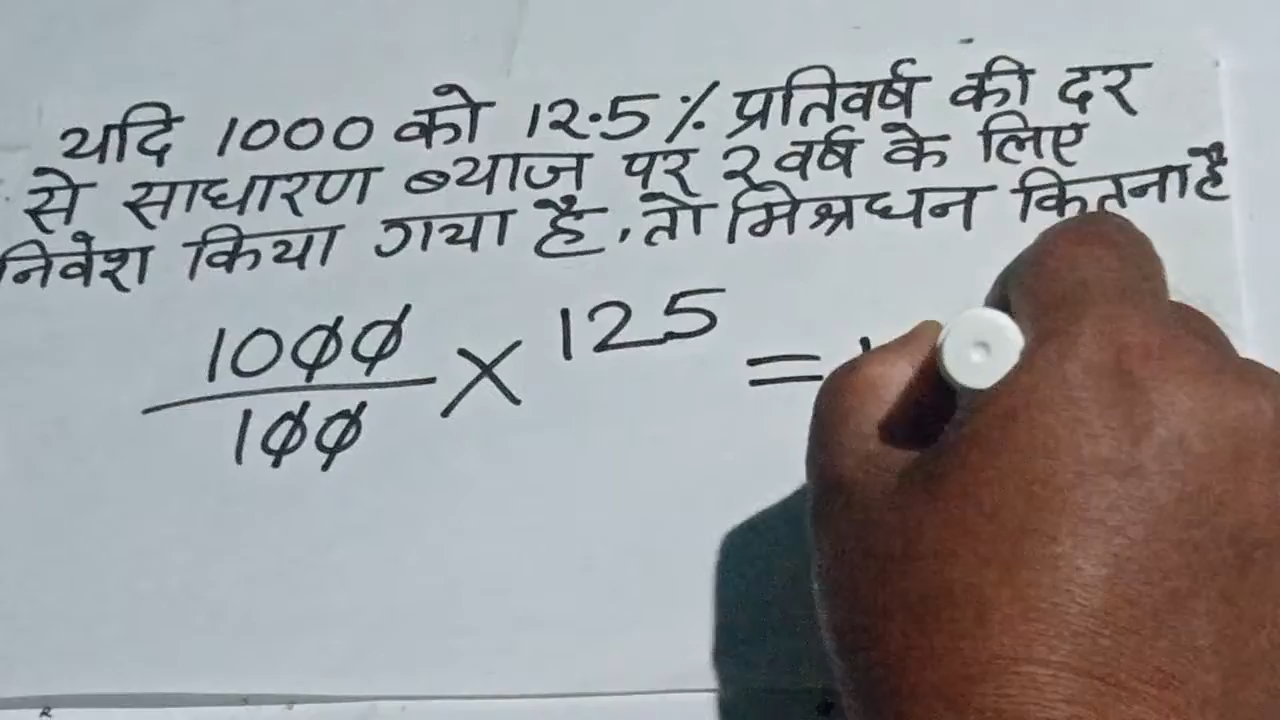 यदि 1000 को 12.5% प्रतिवर्ष की दर
से साधारण ब्याज पर 2 वर्ष के लिए
निवेश किया गया है, तो मिश्रधन कितना है
1000 × 125 =
100